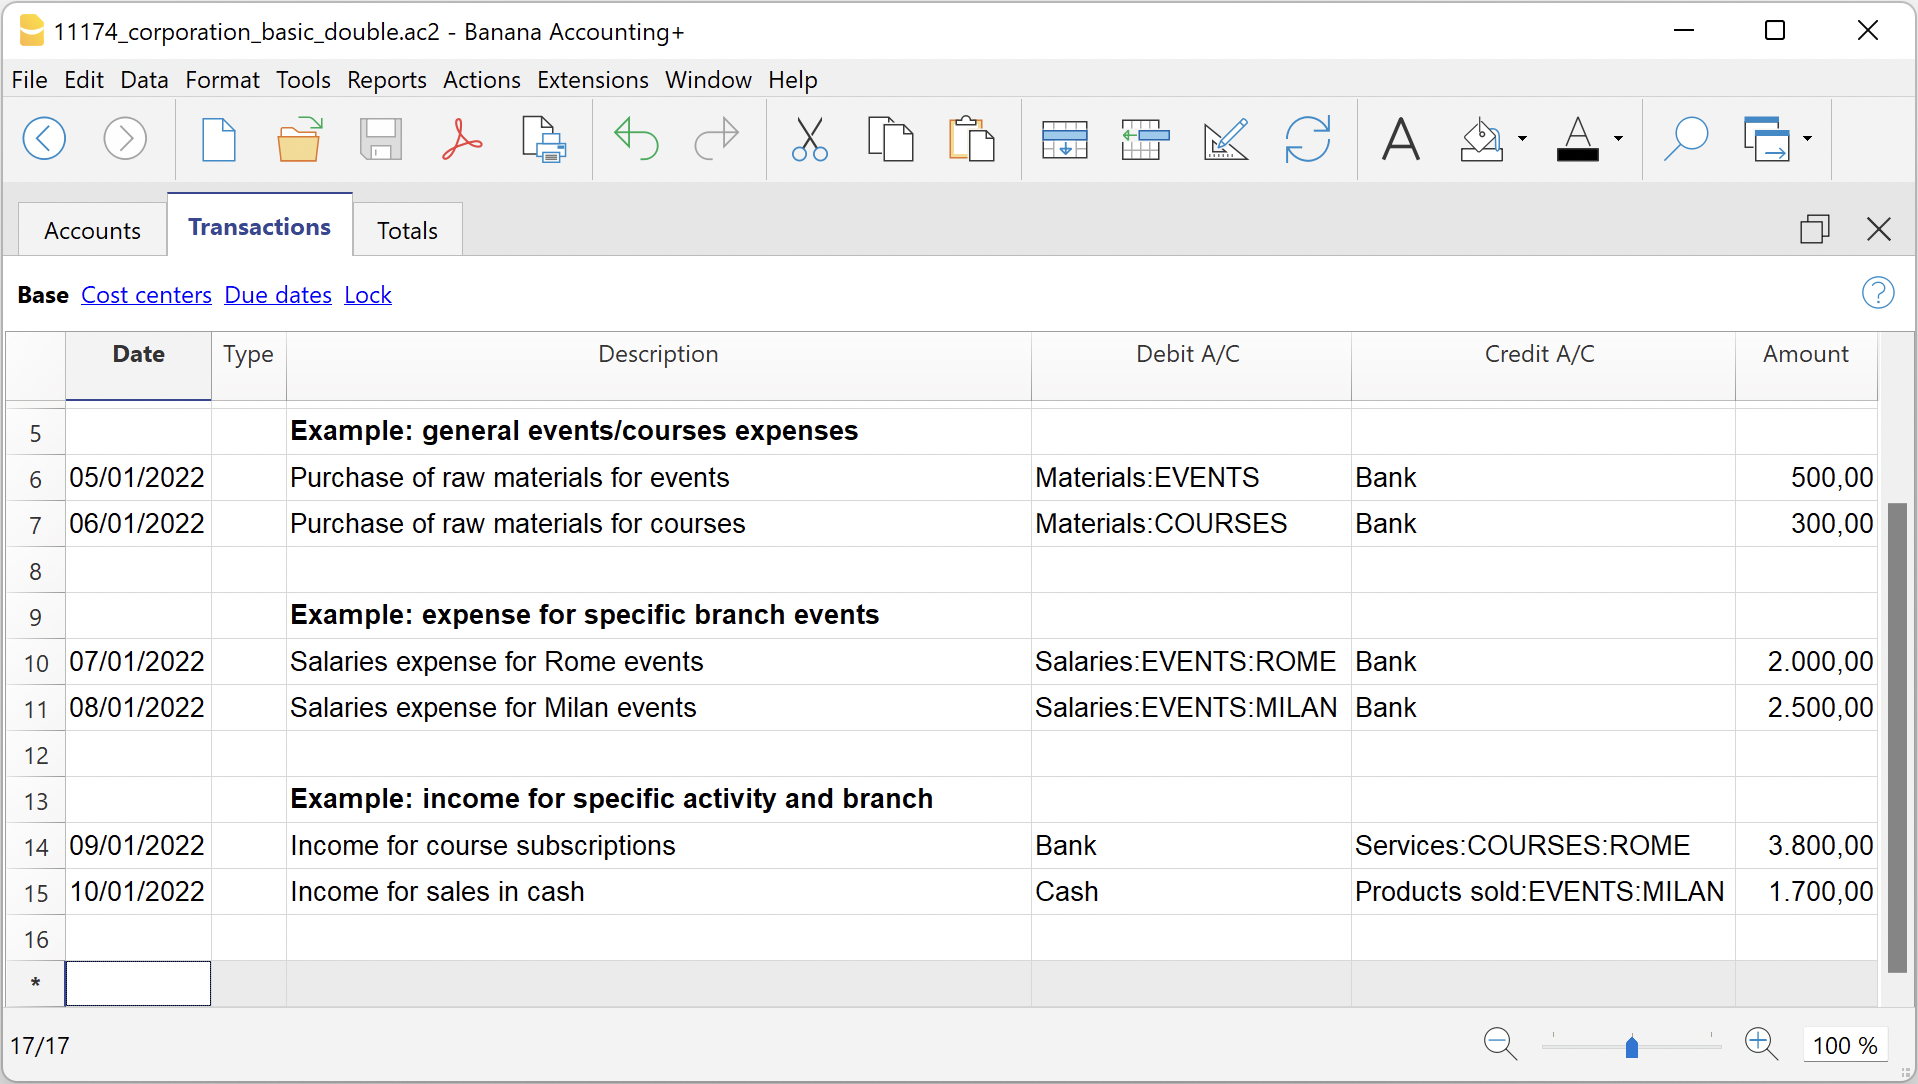 11174_corporation_basic_double.ac2 - Banana Accounting+
File Edit Data Format Tools Reports Actions Extensions Window Help
Accounts Transactions Totals
Base Cost centers Due dates Lock
Date Type Description Debit A/C Credit A/C Amount
5 Example: general events/courses expenses
6 05/01/2022 Purchase of raw materials for events Materials:EVENTS Bank 500,00
7 06/01/2022 Purchase of raw materials for courses Materials:COURSES Bank 300,00
8
9 Example: expense for specific branch events
10 07/01/2022 Salaries expense for Rome events Salaries:EVENTS:ROME Bank 2.000,00
11 08/01/2022 Salaries expense for Milan events Salaries:EVENTS:MILAN Bank 2.500,00
12
13 Example: income for specific activity and branch
14 09/01/2022 Income for course subscriptions Bank Services:COURSES:ROME 3.800,00
15 10/01/2022 Income for sales in cash Cash Products sold:EVENTS:MILAN 1.700,00
16
*
17/17 100 %